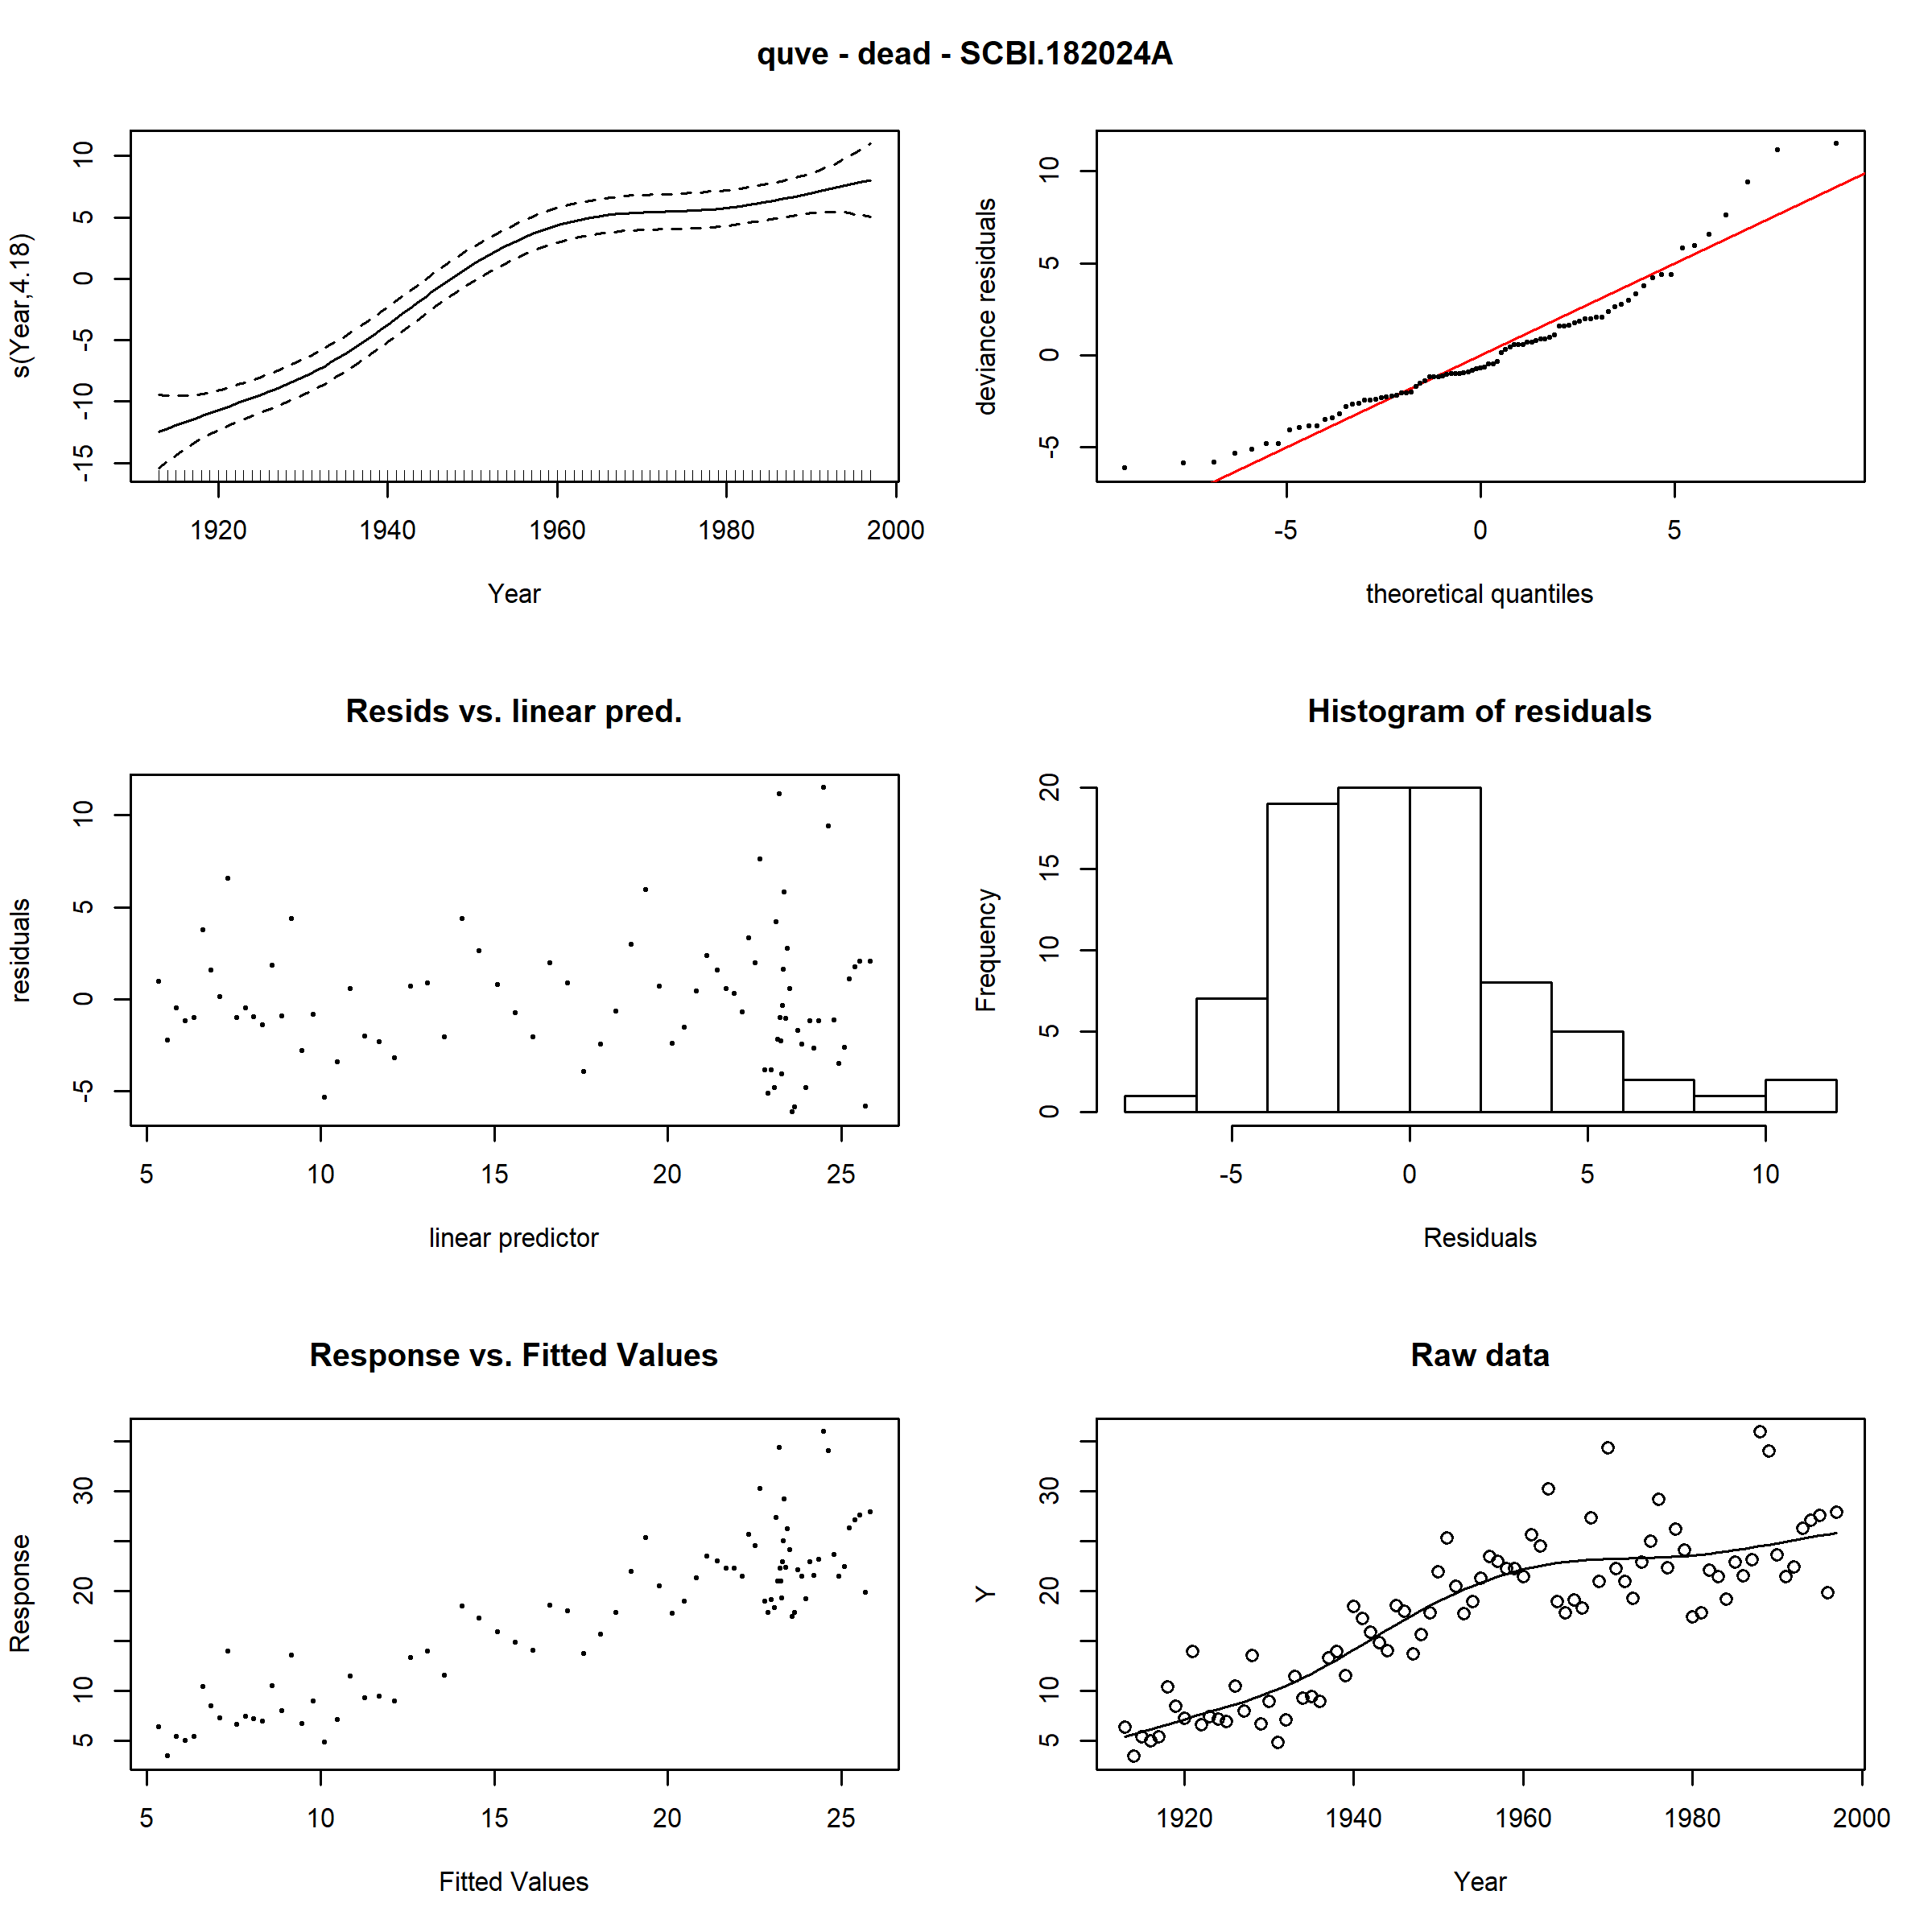 quve - dead - SCBI.182024A
s(Year,4.18)
10
5
0
-5
-10
-15
1920 1940 1960 1980 2000
Year
deviance residuals
10
5
0
-5
-5 0 5
theoretical quantiles
Resids vs. linear pred.
residuals
10
5
0
-5
5 10 15 20 25
linear predictor
Histogram of residuals
Frequency
20
15
10
5
0
-5 0 5 10
Residuals
Response vs. Fitted Values
Response
30
20
10
5
5 10 15 20 25
Fitted Values
Raw data
Y
30
20
10
5
1920 1940 1960 1980 2000
Year